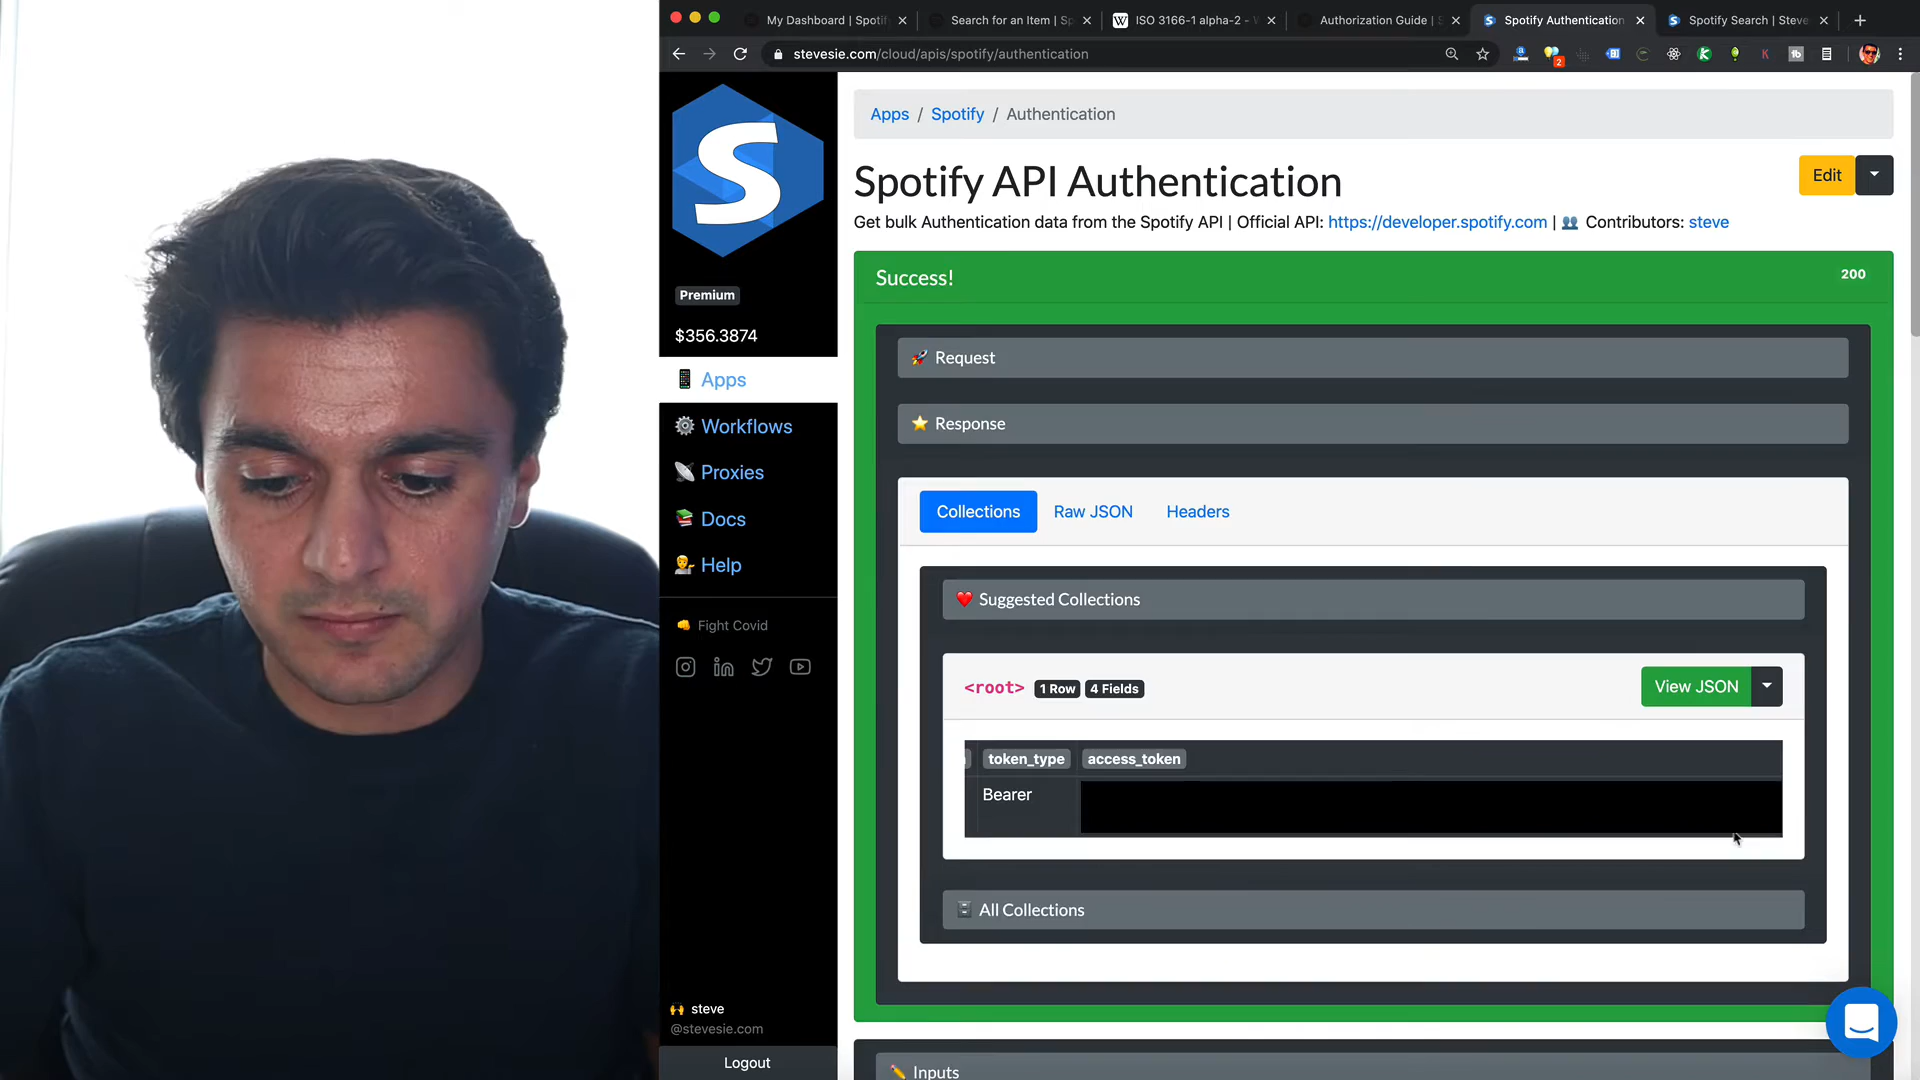 My Dashboard | Spotif
Search for an Item | Sp
ISO 3166-1 alpha-2 -
Authorization Guide |
Spotify Authentication
Spotify Search | Steve
stevesie.com/cloud/apis/spotify/authentication
2
Apps / Spotify / Authentication
S
Spotify API Authentication
Edit
Get bulk Authentication data from the Spotify API | Official API: https://developer.spotify.com | Contributors: steve
Success!
200
Premium
$356.3874
Request
Apps
Response
Workflows
Proxies
Collections
Raw JSON
Headers
Docs
Help
Suggested Collections
Fight Covid
<root> 1 Row 4 Fields
View JSON
token_type
access_token
Bearer
All Collections
steve
@stevesie.com
Logout
Inputs